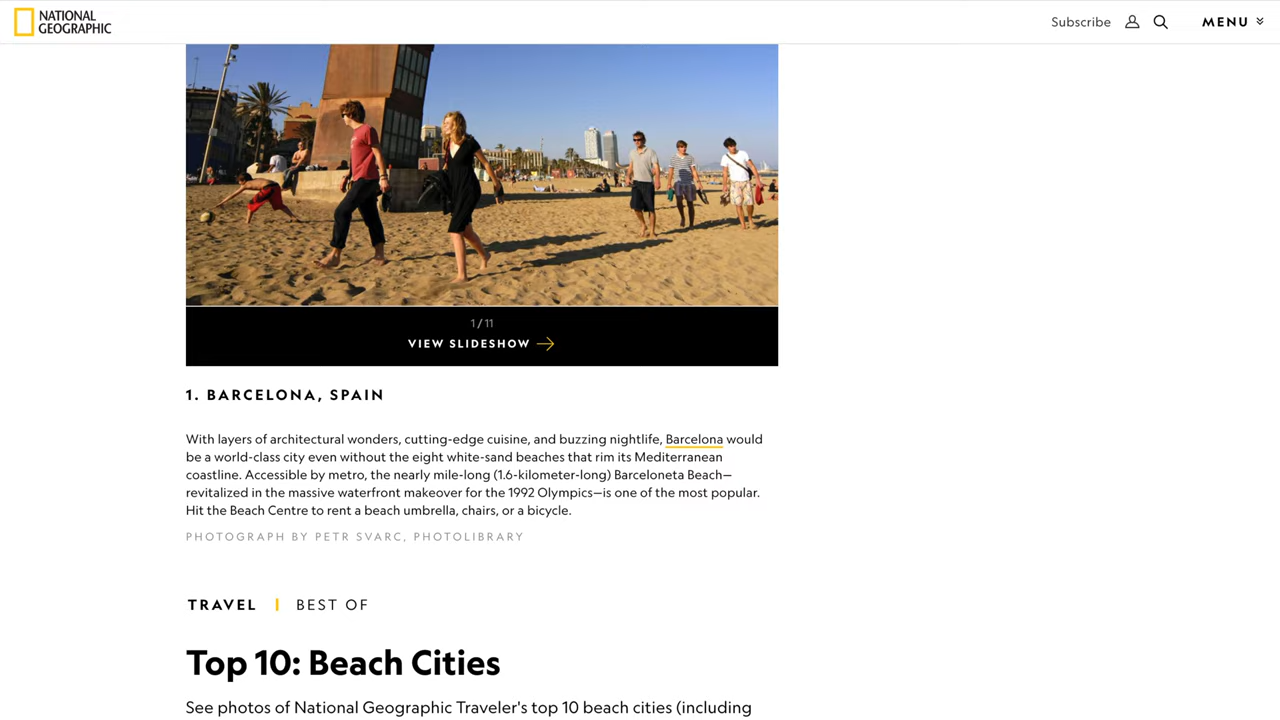 NATIONAL
GEOGRAPHIC
Subscribe
MENU
1/11
VIEW SLIDESHOW
1. BARCELONA, SPAIN
With layers of architectural wonders, cutting-edge cuisine, and buzzing nightlife, Barcelona would
be a world-class city even without the eight white-sand beaches that rim its Mediterranean
coastline. Accessible by metro, the nearly mile-long (1.6-kilometer-long) Barceloneta Beach—
revitalized in the massive waterfront makeover for the 1992 Olympics—is one of the most popular.
Hit the Beach Centre to rent a beach umbrella, chairs, or a bicycle.
PHOTOGRAPH BY PETR SVARC, PHOTOLIBRARY
TRAVEL | BEST OF
Top 10: Beach Cities
See photos of National Geographic Traveler's top 10 beach cities (including